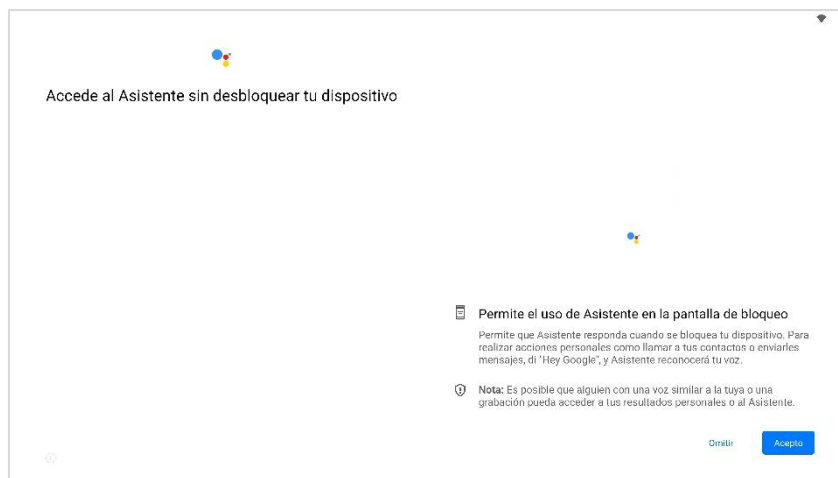 Accede al Asistente sin desbloquear tu dispositivo
Permite el uso de Asistente en la pantalla de bloqueo
Permite que Asistente responda cuando se bloquea tu dispositivo. Para
realizar acciones personales como llamar a tus contactos o enviarles
mensajes, di "Hey Google", y Asistente reconocerá tu voz.
Nota: Es posible que alguien con una voz similar a la tuya o una
grabación pueda acceder a tus resultados personales o al Asistente.
Omitir
Acepto